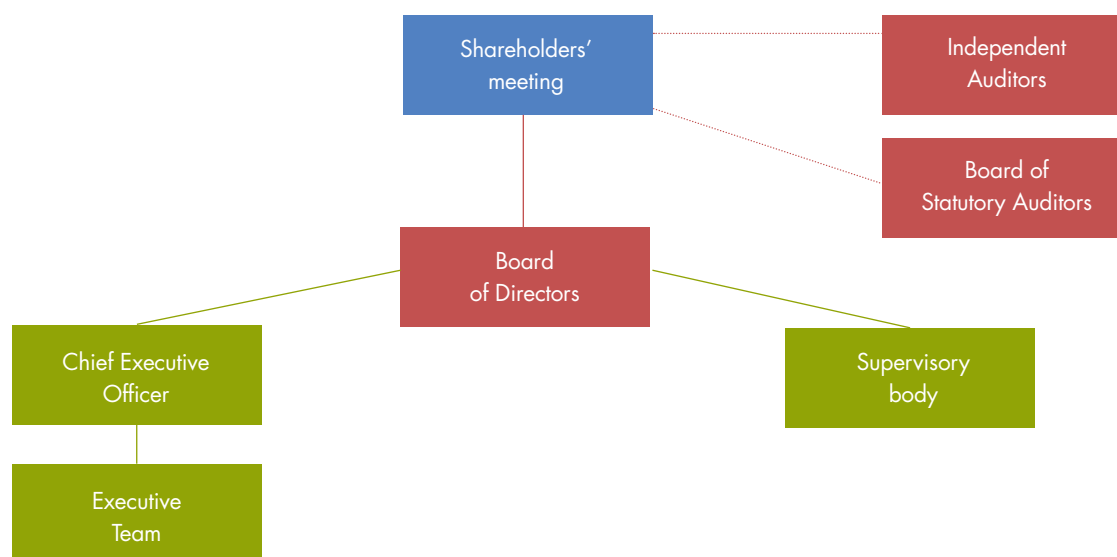 Shareholders’
meeting
Independent
Auditors
Board of
Statutory Auditors
Board
of Directors
Chief Executive
Officer
Supervisory
body
Executive
Team